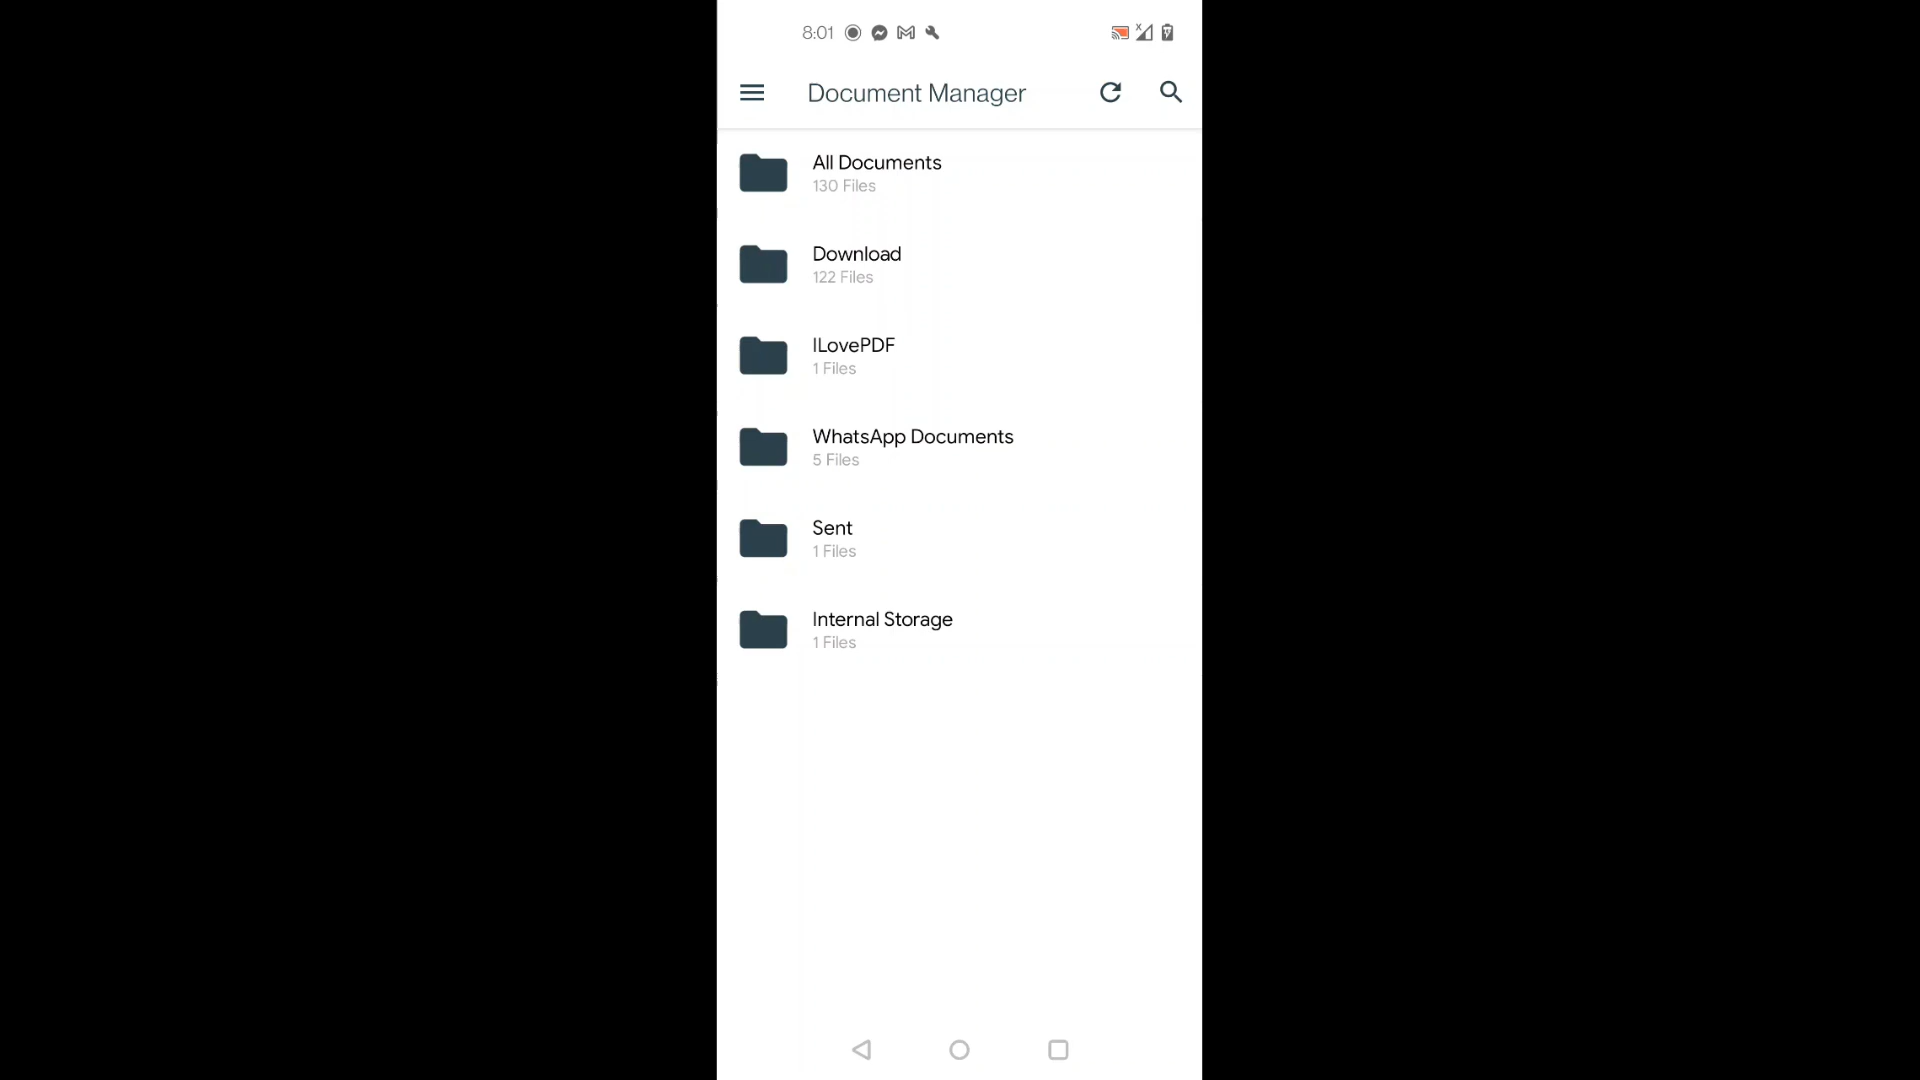 8:01
Document Manager
All Documents
130 Files
Download
122 Files
ILovePDF
1 Files
WhatsApp Documents
5 Files
Sent
1 Files
Internal Storage
1 Files